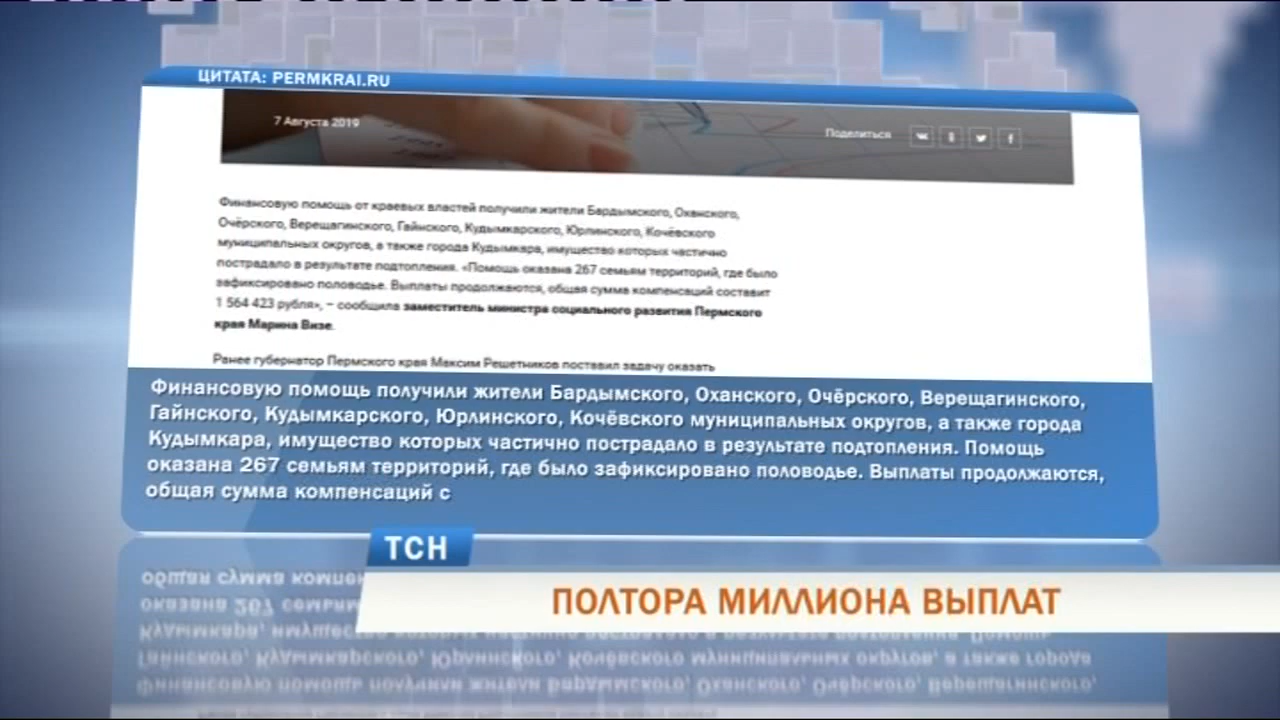 ЦИТАТА: PERMKRAI.RU
7 Августа 2019
Поделиться
Финансовую помощь от краевых властей получили жители Бардымского, Оханского,
Очёрского, Верещагинского, Гайнского, Кудымкарского, Юрлинского, Кочёвского
муниципальных округов, а также города Кудымкара, имущество которых частично
пострадало в результате подтопления. «Помощь оказана 267 семьям территорий, где было
зафиксировано половодье. Выплаты продолжаются, общая сумма компенсаций составит
1 564 423 рубля», – сообщила заместитель министра социального развития Пермского
края Марина Визе.
Ранее губернатор Пермского края Максим Решетников поставил задачу оказать
Финансовую помощь получили жители Бардымского, Оханского, Очёрского, Верещагинского,
Гайнского, Кудымкарского, Юрлинского, Кочёвского муниципальных округов, а также города
Кудымкара, имущество которых частично пострадало в результате подтопления. Помощь
оказана 267 семьям территорий, где было зафиксировано половодье. Выплаты продолжаются,
общая сумма компенсаций с
ТСН
ПОЛТОРА МИЛЛИОНА ВЫПЛАТ